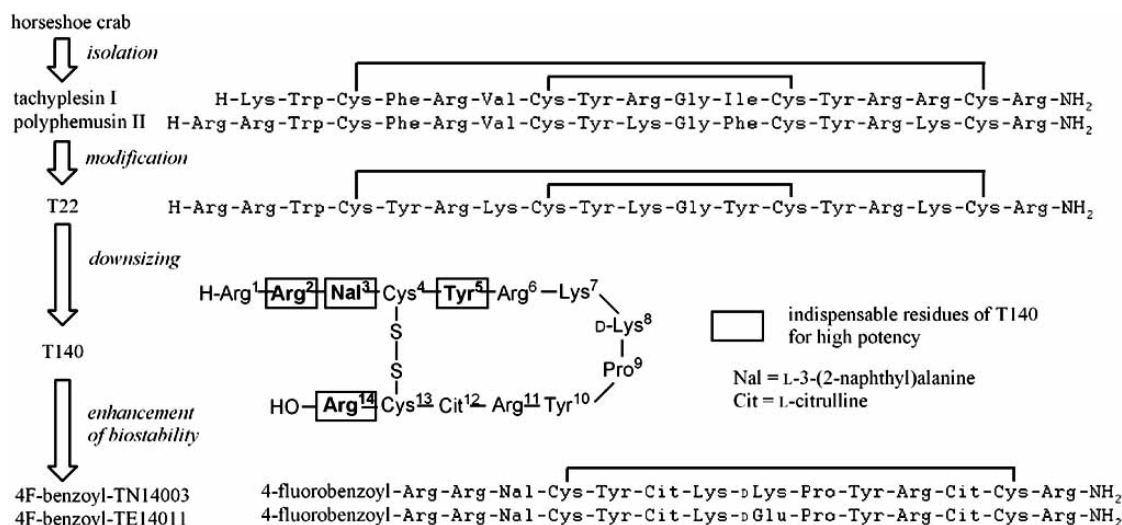 horseshoe crab
isolation
tachyplesin I H-Lys-Trp-Cys-Phe-Arg-Val-Cys-Tyr-Arg-Gly-Ile-Cys-Tyr-Arg-Arg-Cys-Arg-NH2
polyphemusin II H-Arg-Arg-Trp-Cys-Phe-Arg-Val-Cys-Tyr-Lys-Gly-Phe-Cys-Tyr-Arg-Lys-Cys-Arg-NH2
modification
T22 H-Arg-Arg-Trp-Cys-Tyr-Arg-Lys-Cys-Tyr-Lys-Gly-Tyr-Cys-Tyr-Arg-Lys-Cys-Arg-NH2
downsizing
H-Arg1-Arg2-Nal3-Cys4-Tyr5-Arg6-Lys7
S
S
D-Lys8
Pro9
HO-Arg14-Cys13-Cit12-Arg11-Tyr10
indispensable residues of T140
for high potency
Nal = L-3-(2-naphthyl)alanine
Cit = L-citrulline
T140
enhancement
of biostability
4F-benzoyl-TN14003 4-fluorobenzoyl-Arg-Arg-Nal-Cys-Tyr-Cit-Lys-DLys-Pro-Tyr-Arg-Cit-Cys-Arg-NH2
4F-benzoyl-TE14011 4-fluorobenzoyl-Arg-Arg-Nal-Cys-Tyr-Cit-Lys-DGlu-Pro-Tyr-Arg-Cit-Cys-Arg-NH2